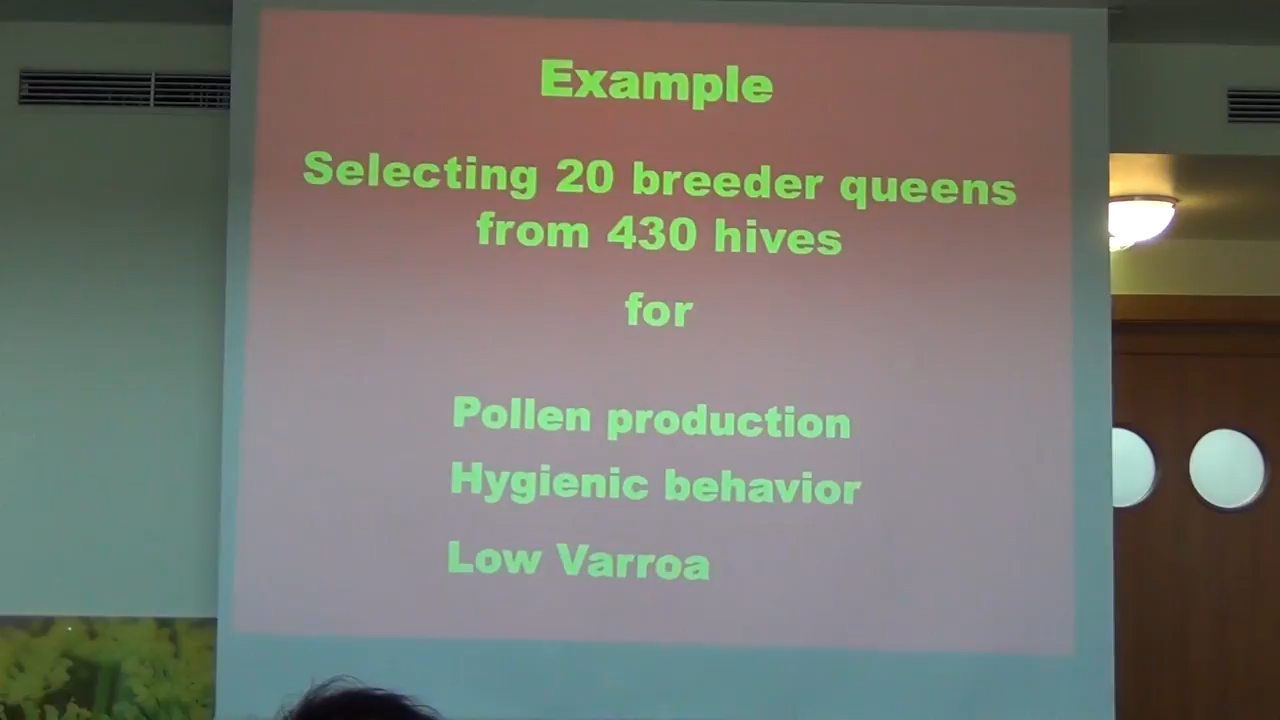 Example
Selecting 20 breeder queens
from 430 hives
for
Pollen production
Hygienic behavior
Low Varroa